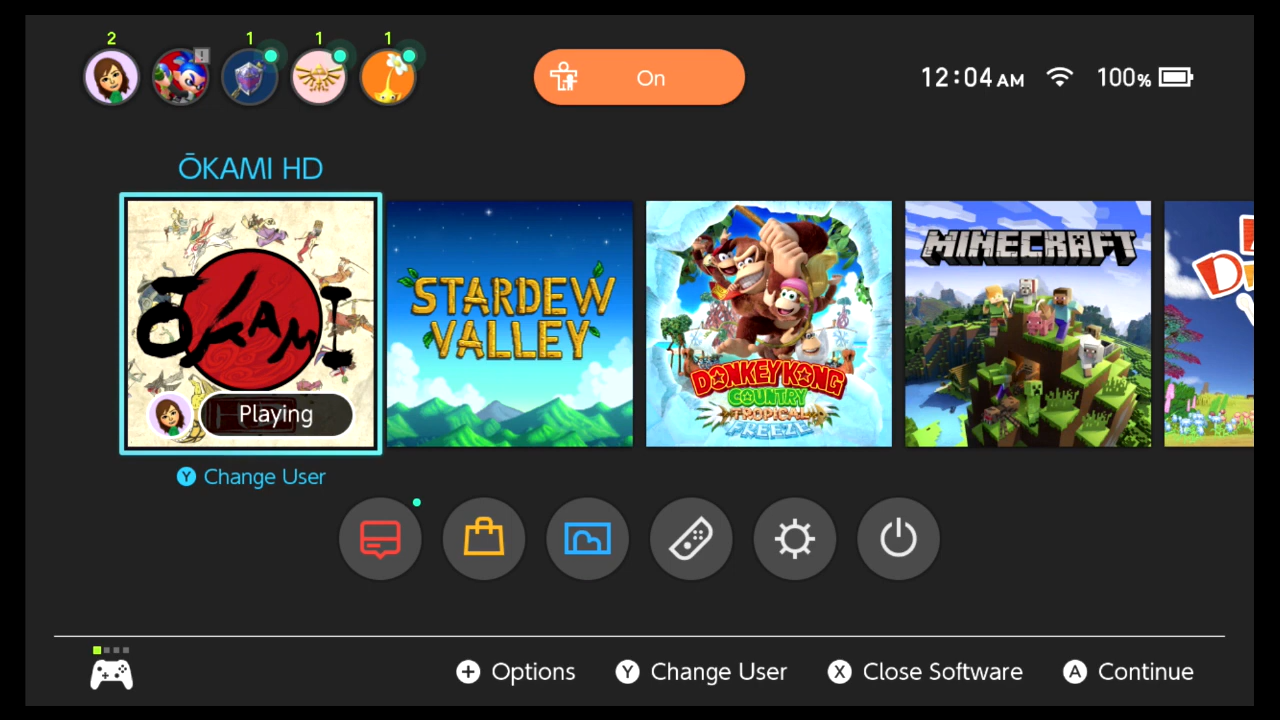 2
1
1
1
!
On
12:04 AM
100%
ŌKAMI HD
ŌKAMI
Playing
STARDEW
VALLEY
DONKEY KONG
COUNTRY
TROPICAL
FREEZE
MINECRAFT
D
Y Change User
+ Options
Y Change User
X Close Software
A Continue